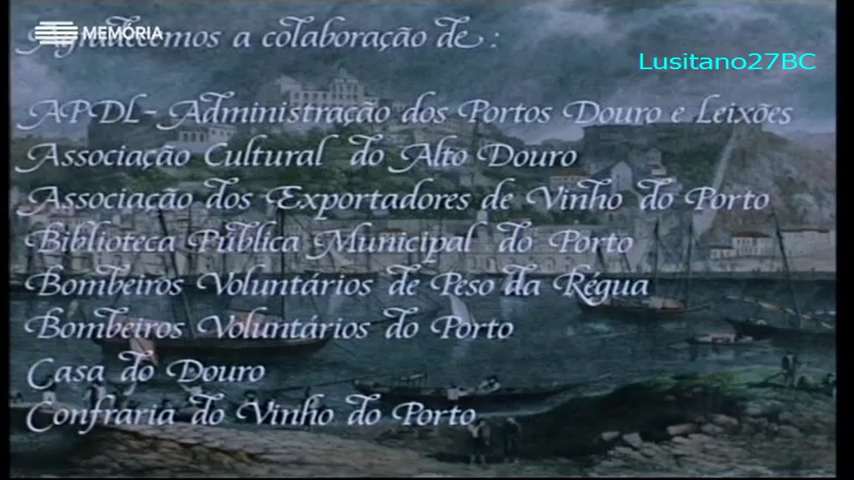 MEMÓRIA
Agradecemos a colaboração de :
Lusitano27BC
APDL - Administração dos Portos Douro e Leixões
Associação Cultural do Alto Douro
Associação dos Exportadores de Vinho do Porto
Biblioteca Pública Municipal do Porto
Bombeiros Voluntários de Peso da Régua
Bombeiros Voluntários do Porto
Casa do Douro
Confraria do Vinho do Porto